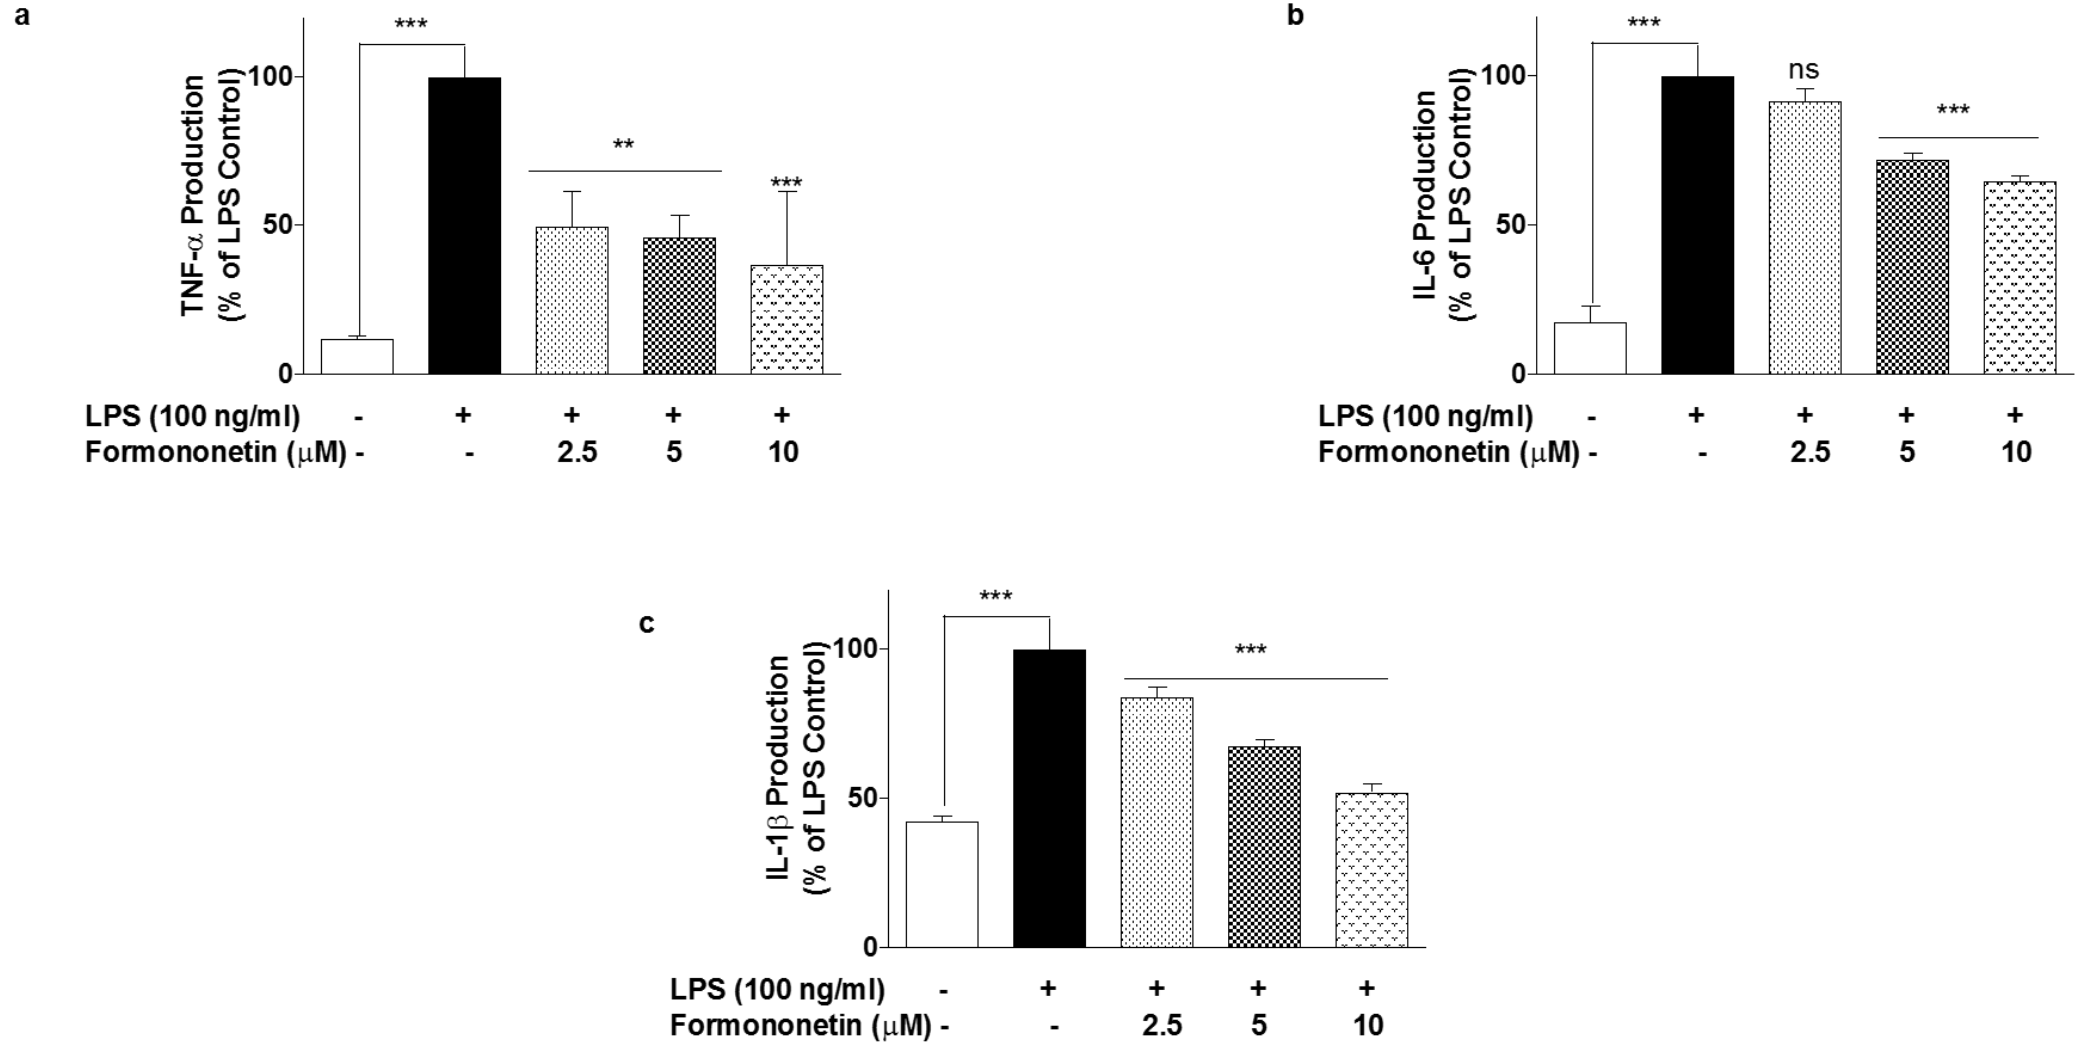 a
***
TNF-α Production
(% of LPS Control)
100
50
0
**
***
LPS (100 ng/ml) - + + + +
Formononetin (μM) - - 2.5 5 10
b
***
IL-6 Production
(% of LPS Control)
100
50
0
ns
***
LPS (100 ng/ml) - + + + +
Formononetin (μM) - - 2.5 5 10
c
***
IL-1β Production
(% of LPS Control)
100
50
0
***
LPS (100 ng/ml) - + + + +
Formononetin (μM) - - 2.5 5 10